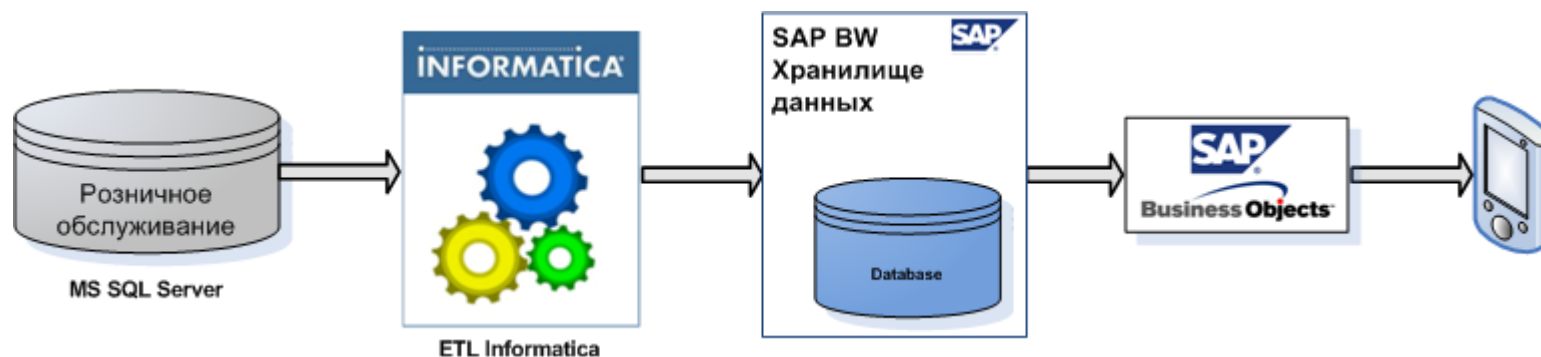 Розничное
обслуживание
MS SQL Server
INFORMATICA
ETL Informatica
SAP BW
Хранилище
данных
SAP
Database
SAP
Business Objects